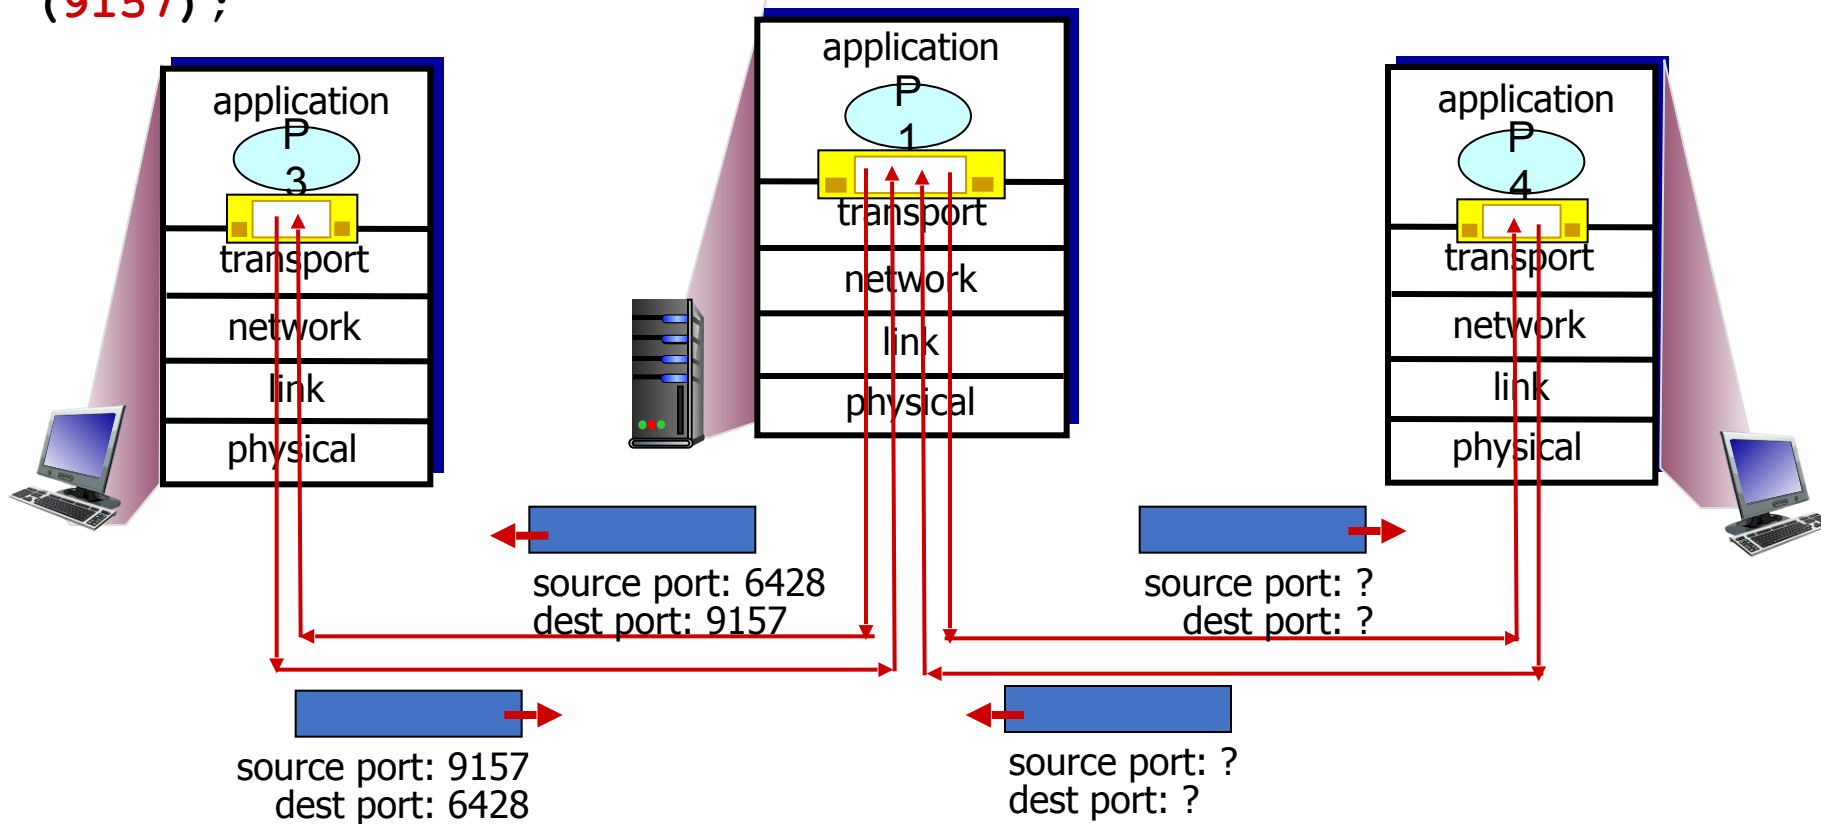 (9157);
application
P
3
transport
network
link
physical
application
P
1
transport
network
link
physical
application
P
4
transport
network
link
physical
source port: 6428
dest port: 9157
source port: ?
dest port: ?
source port: 9157
dest port: 6428
source port: ?
dest port: ?